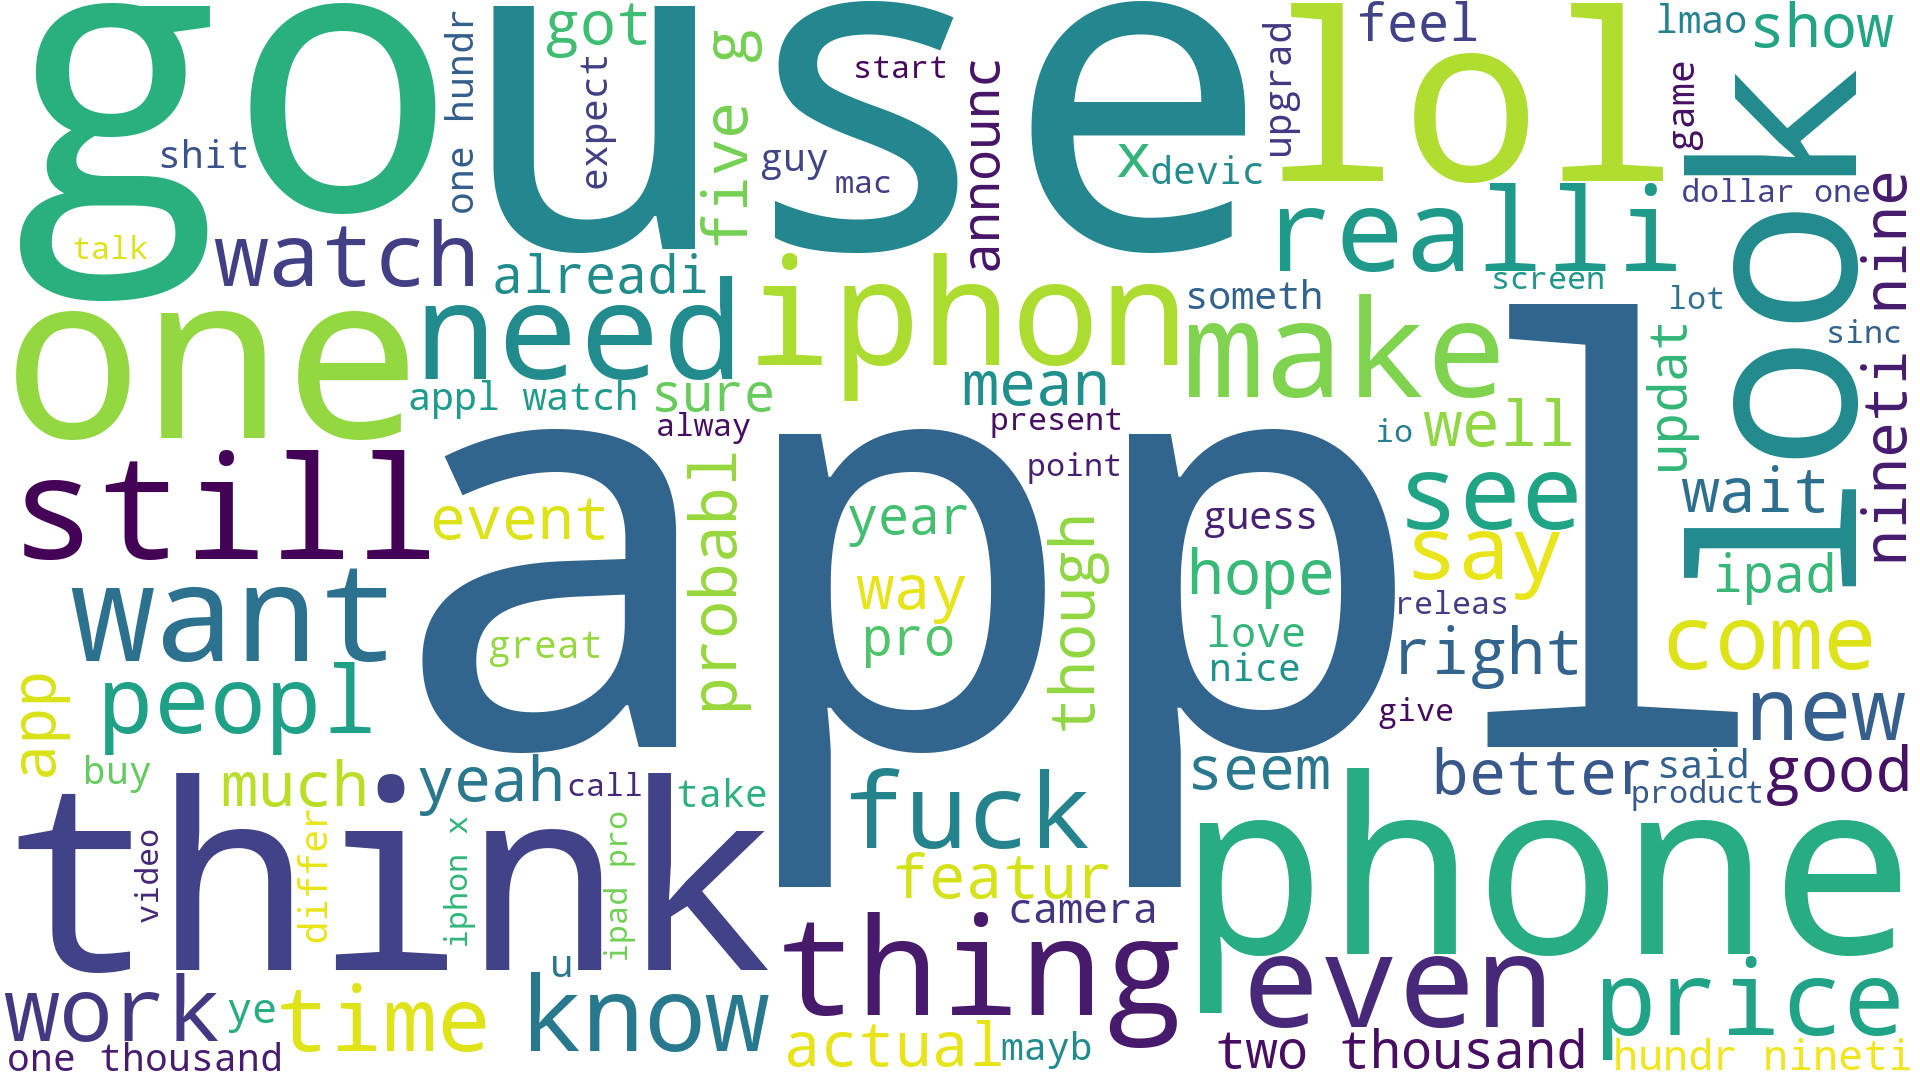 go
use
lol
look
show
lmao
feel
upgrad
game
got
expect
one hundr
five g
start
announc
guy
mac
x
devic
shit
talk
watch
alreadi
realli
dollar one
nineti nine
screen
lot
sinc
one
need
iphon
someth
make
updat
appl watch
sure
mean
alway
present
io
well
point
still
event
appl
probabl
year
way
pro
though
guess
hope
love
nice
see
say
releas
wait
ipad
want
great
right
come
peopl
app
give
new
buy
much
yeah
call
take
fuck
seem
better
said
product
good
think
video
differ
iphon x
ipad pro
featur
camera
phone
thing
even
price
work
ye
time
u
know
actual
mayb
one thousand
two thousand
hundr nineti